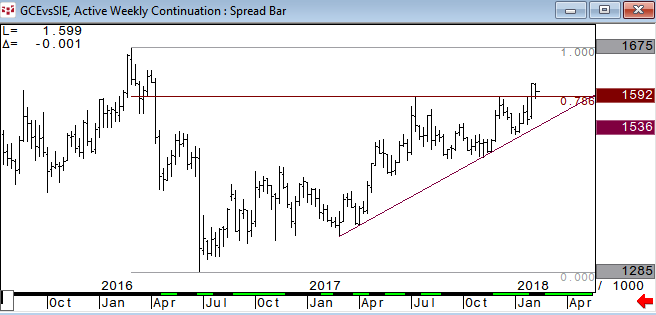 GCEvsSIE, Active Weekly Continuation : Spread Bar
L= 1.599
Δ= -0.001
1675
1.000
1592
0.786
1536
1285
0.000
2016 2017 2018
Oct Jan Apr Jul Oct Jan Apr Jul Oct Jan Apr
/ 1000